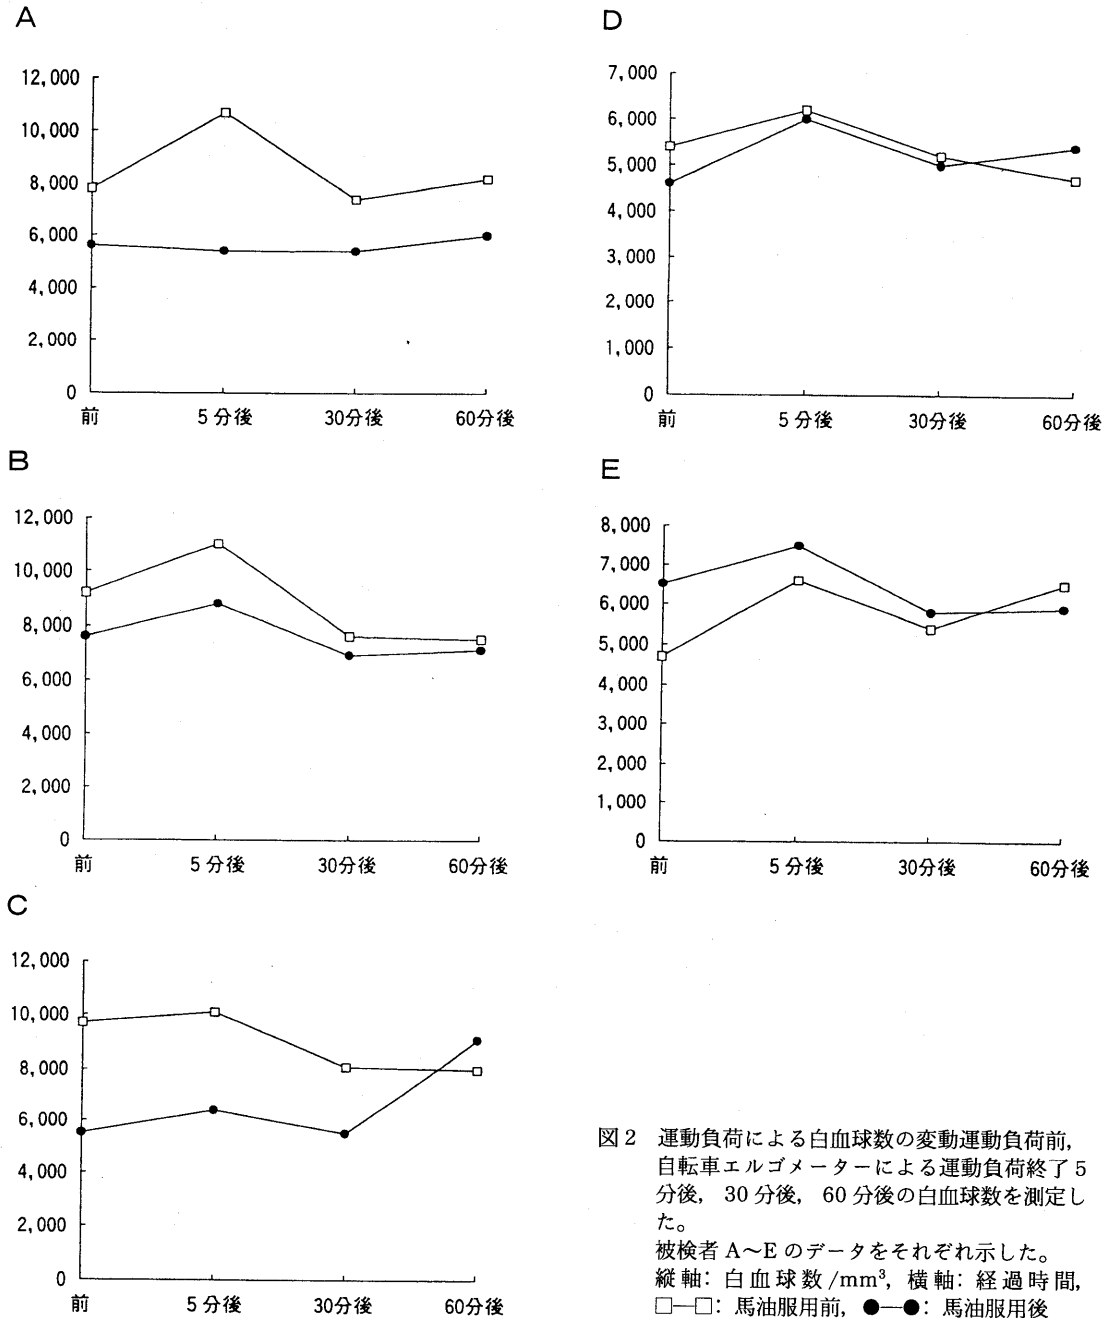 A
12,000
10,000
8,000
6,000
4,000
2,000
0
前 5分後 30分後 60分後
B
12,000
10,000
8,000
6,000
4,000
2,000
0
前 5分後 30分後 60分後
C
12,000
10,000
8,000
6,000
4,000
2,000
0
前 5分後 30分後 60分後
D
7,000
6,000
5,000
4,000
3,000
2,000
1,000
0
前 5分後 30分後 60分後
E
8,000
7,000
6,000
5,000
4,000
3,000
2,000
1,000
0
前 5分後 30分後 60分後
図2 運動負荷による白血球数の変動運動負荷前,
自転車エルゴメーターによる運動負荷終了5
分後, 30分後, 60分後の白血球数を測定し
た。
被検者A~Eのデータをそれぞれ示した。
縦軸: 白血球数/mm³, 横軸: 経過時間,
□—□: 馬油服用前, ●—●: 馬油服用後